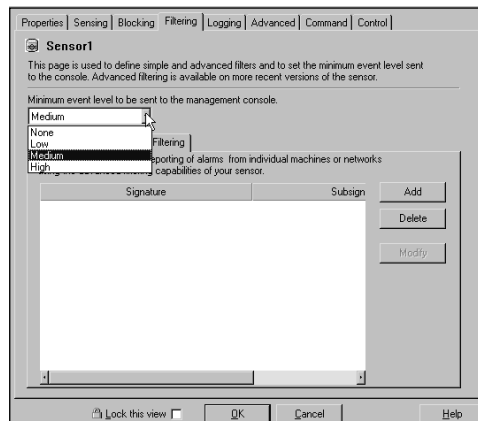 Properties Sensing Blocking Filtering Logging Advanced Command Control
Sensor1
This page is used to define simple and advanced filters and to set the minimum event level sent
to the console. Advanced filtering is available on more recent versions of the sensor.
Minimum event level to be sent to the management console.
Medium
None
Low
Medium
High
Filtering
eporting of alarms from individual machines or networks
capabilities of your sensor.
Signature Subsign
Add
Delete
Modify
Lock this view OK Cancel Help